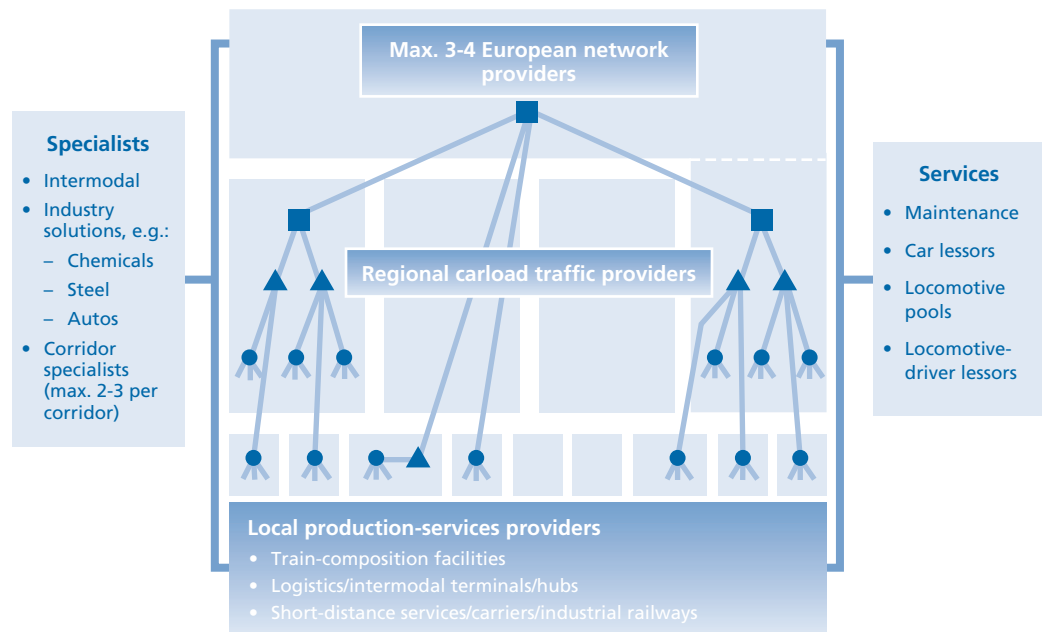 Max. 3-4 European network
providers
Specialists
• Intermodal
• Industry
solutions, e.g.:
– Chemicals
– Steel
– Autos
• Corridor
specialists
(max. 2-3 per
corridor)
Regional carload traffic providers
Services
• Maintenance
• Car lessors
• Locomotive
pools
• Locomotive-
driver lessors
Local production-services providers
• Train-composition facilities
• Logistics/intermodal terminals/hubs
• Short-distance services/carriers/industrial railways